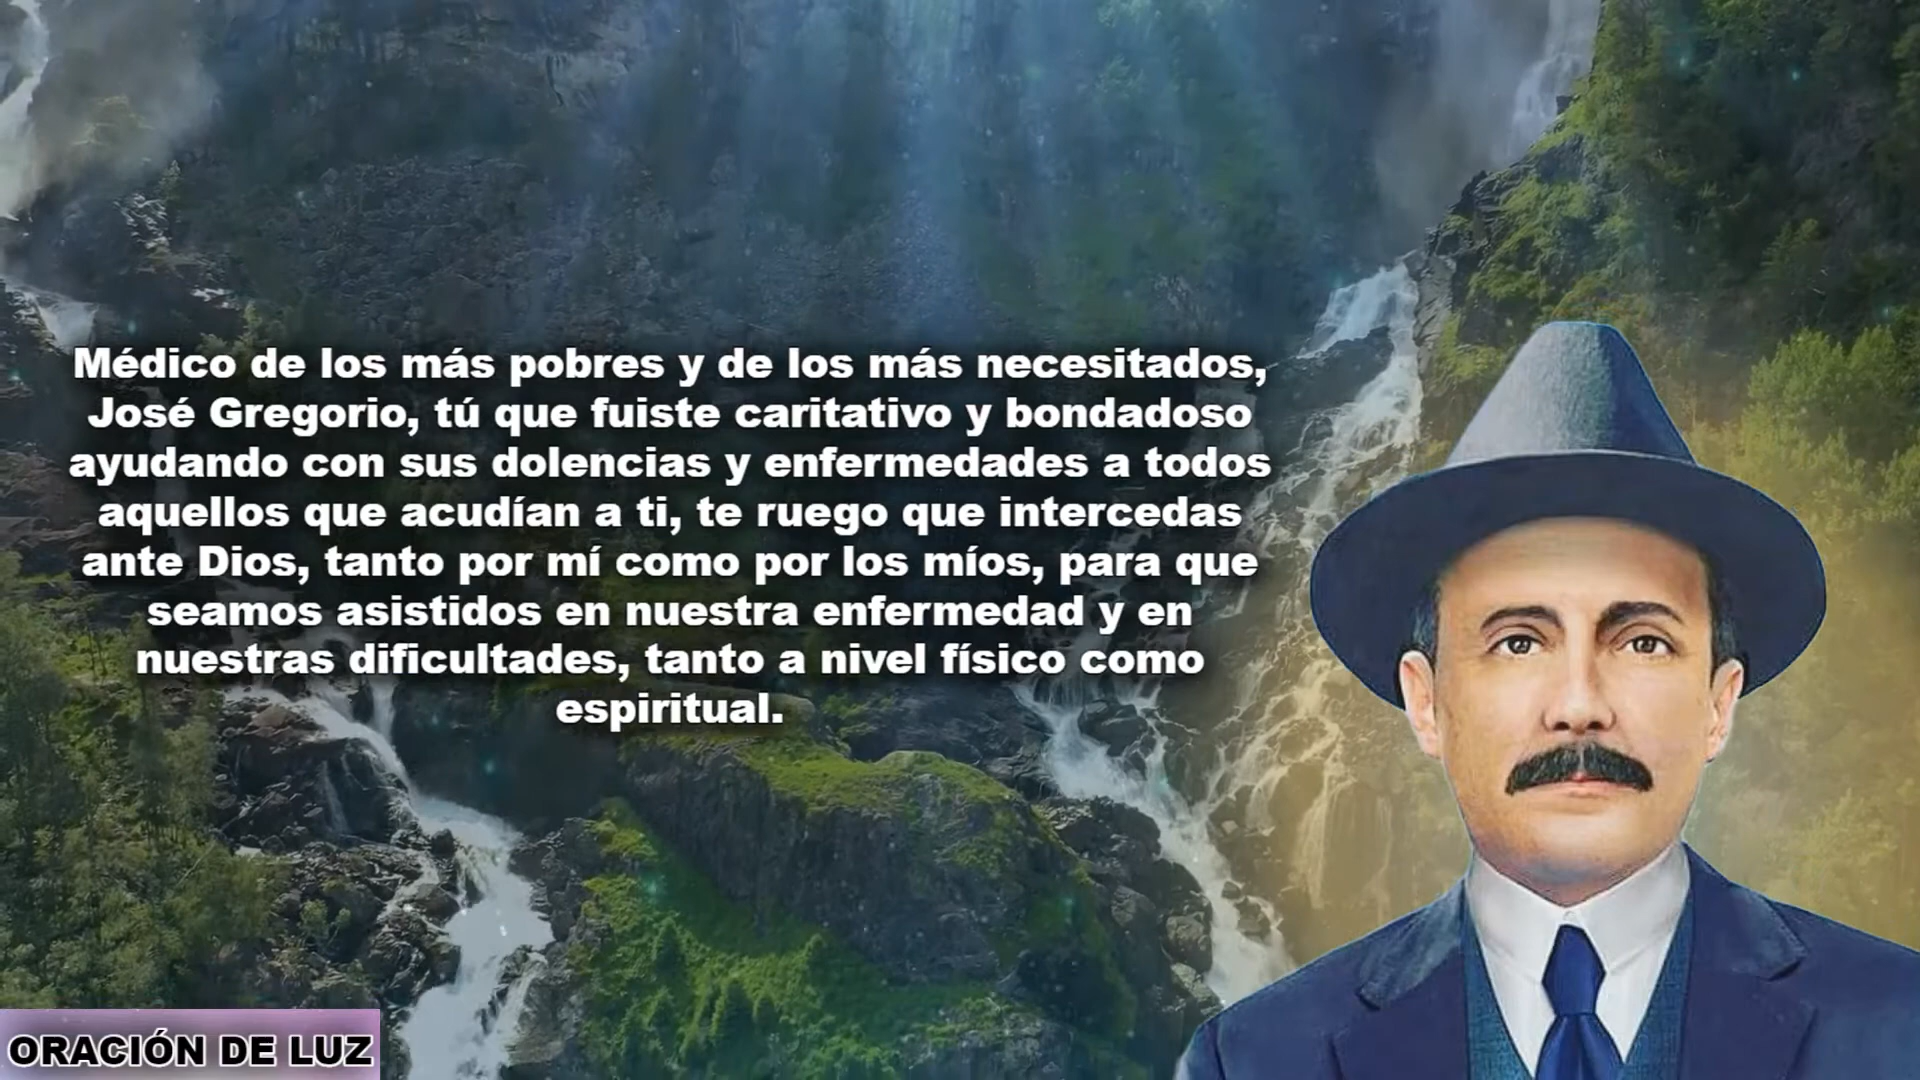 Médico de los más pobres y de los más necesitados,
José Gregorio, tú que fuiste caritativo y bondadoso
ayudando con sus dolencias y enfermedades a todos
aquellos que acudían a ti, te ruego que intercedas
ante Dios, tanto por mí como por los míos, para que
seamos asistidos en nuestra enfermedad y en
nuestras dificultades, tanto a nivel físico como
espiritual.
ORACIÓN DE LUZ